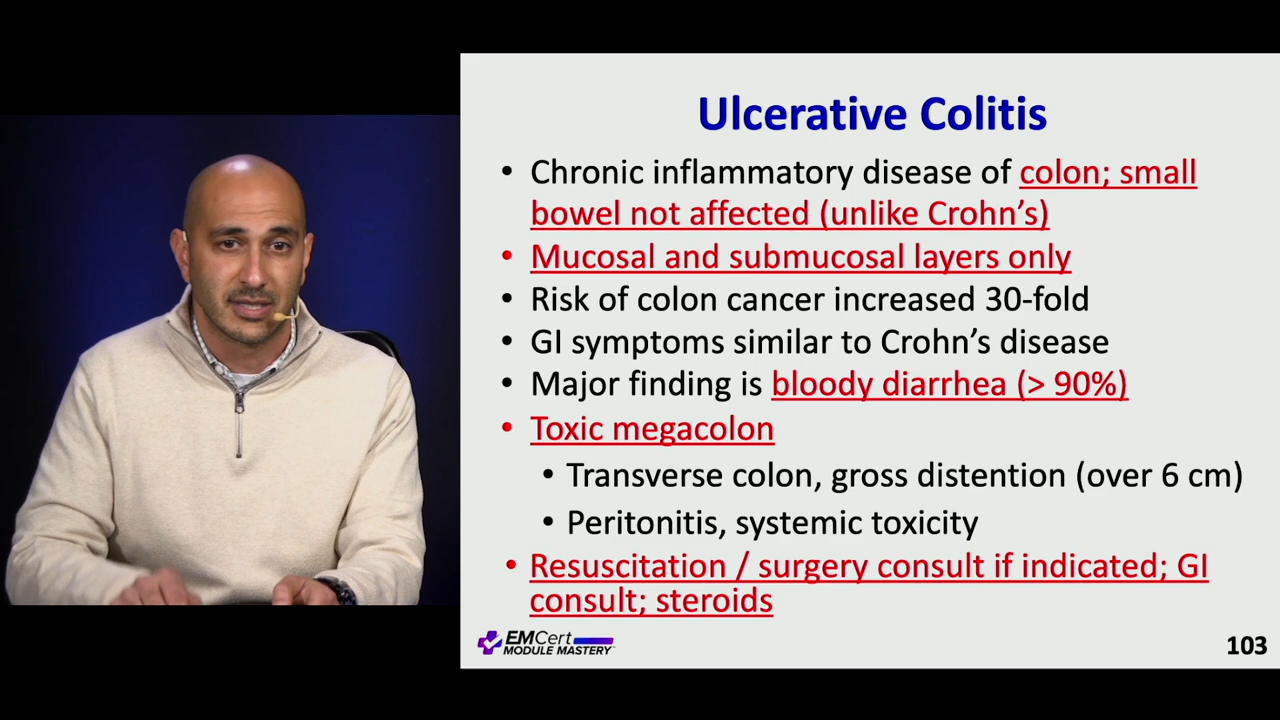 Ulcerative Colitis
• Chronic inflammatory disease of colon; small
bowel not affected (unlike Crohn’s)
• Mucosal and submucosal layers only
• Risk of colon cancer increased 30-fold
• GI symptoms similar to Crohn’s disease
• Major finding is bloody diarrhea (> 90%)
• Toxic megacolon
• Transverse colon, gross distention (over 6 cm)
• Peritonitis, systemic toxicity
• Resuscitation / surgery consult if indicated; GI
consult; steroids
EMCert
MODULE MASTERY
103